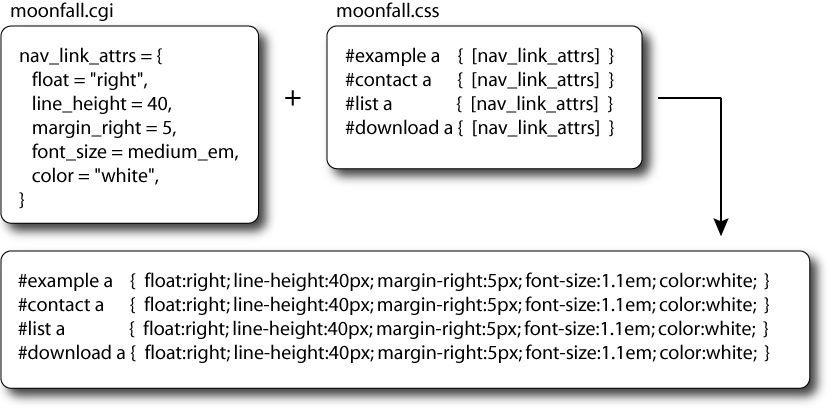 moonfall.cgi
nav_link_attrs = {
float = "right",
line_height = 40,
margin_right = 5,
font_size = medium_em,
color = "white",
}
+
moonfall.css
#example a { [nav_link_attrs] }
#contact a { [nav_link_attrs] }
#list a { [nav_link_attrs] }
#download a { [nav_link_attrs] }
#example a { float:right; line-height:40px; margin-right:5px; font-size:1.1em; color:white; }
#contact a { float:right; line-height:40px; margin-right:5px; font-size:1.1em; color:white; }
#list a { float:right; line-height:40px; margin-right:5px; font-size:1.1em; color:white; }
#download a { float:right; line-height:40px; margin-right:5px; font-size:1.1em; color:white; }